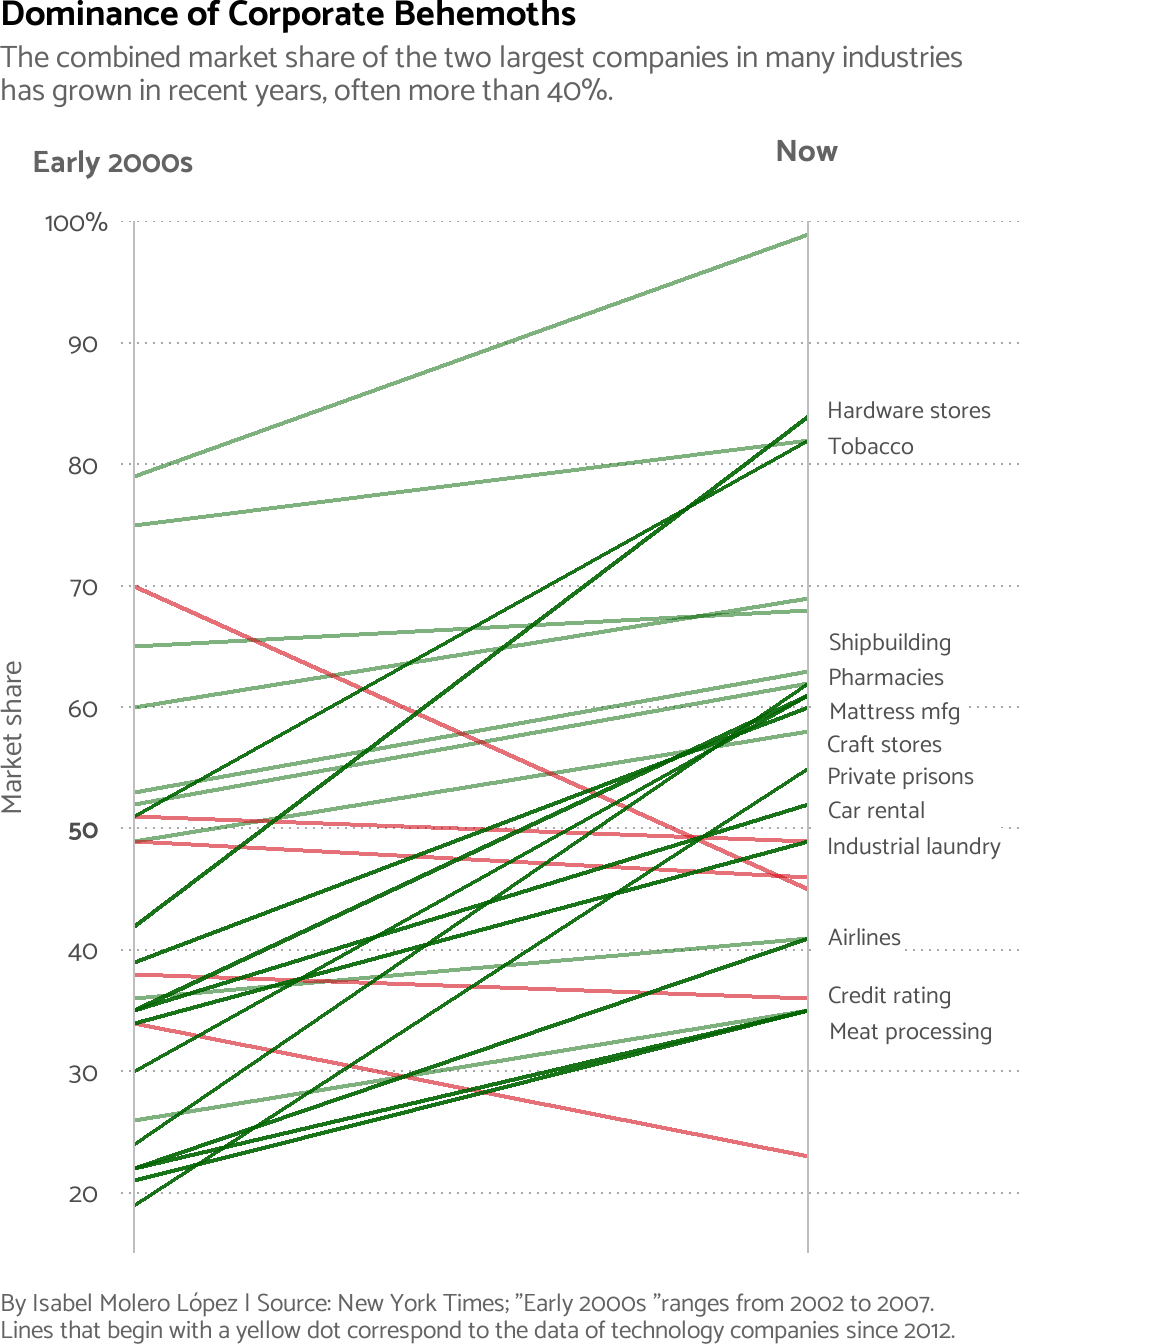 Dominance of Corporate Behemoths
The combined market share of the two largest companies in many industries
has grown in recent years, often more than 40%.
Early 2000s
Now
100%
90
80
70
60
50
40
30
20
Market share
Hardware stores
Tobacco
Shipbuilding
Pharmacies
Mattress mfg
Craft stores
Private prisons
Car rental
Industrial laundry
Airlines
Credit rating
Meat processing
By Isabel Molero López | Source: New York Times; ”Early 2000s ”ranges from 2002 to 2007.
Lines that begin with a yellow dot correspond to the data of technology companies since 2012.